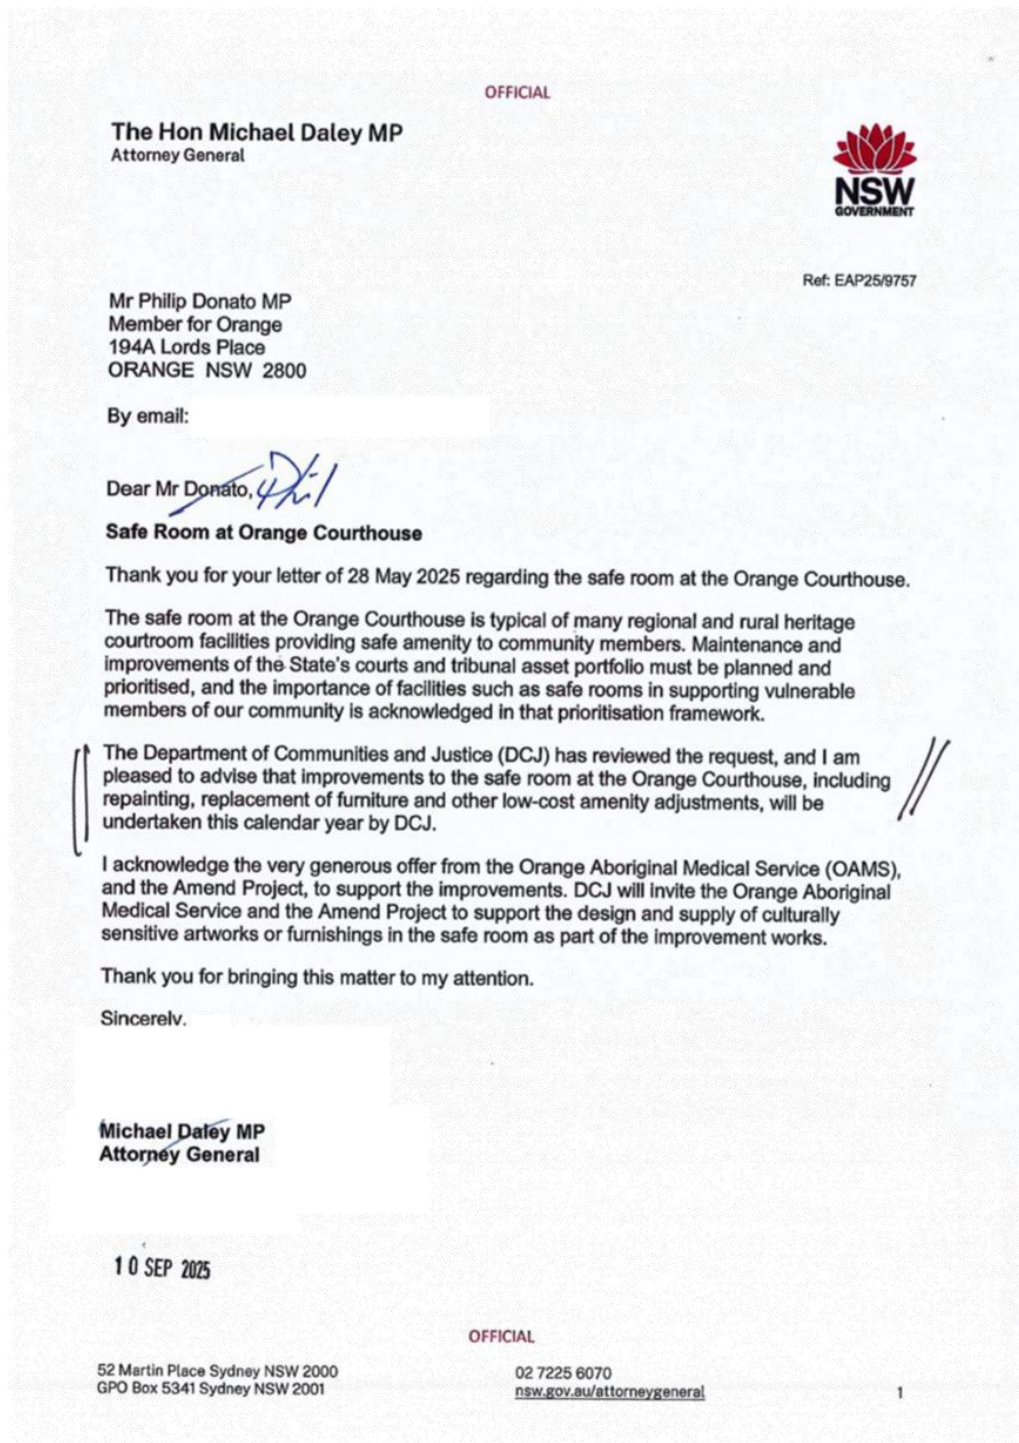 OFFICIAL
The Hon Michael Daley MP
Attorney General
NSW
GOVERNMENT
Ref: EAP25/9757
Mr Philip Donato MP
Member for Orange
194A Lords Place
ORANGE NSW 2800
By email:
Dear Mr Donato, Phil
Safe Room at Orange Courthouse
Thank you for your letter of 28 May 2025 regarding the safe room at the Orange Courthouse.
The safe room at the Orange Courthouse is typical of many regional and rural heritage
courtroom facilities providing safe amenity to community members. Maintenance and
improvements of the State's courts and tribunal asset portfolio must be planned and
prioritised, and the importance of facilities such as safe rooms in supporting vulnerable
members of our community is acknowledged in that prioritisation framework.
The Department of Communities and Justice (DCJ) has reviewed the request, and I am
pleased to advise that improvements to the safe room at the Orange Courthouse, including
repainting, replacement of furniture and other low-cost amenity adjustments, will be
undertaken this calendar year by DCJ.
I acknowledge the very generous offer from the Orange Aboriginal Medical Service (OAMS),
and the Amend Project, to support the improvements. DCJ will invite the Orange Aboriginal
Medical Service and the Amend Project to support the design and supply of culturally
sensitive artworks or furnishings in the safe room as part of the improvement works.
Thank you for bringing this matter to my attention.
Sincerely,
Michael Daley MP
Attorney General
10 SEP 2025
OFFICIAL
52 Martin Place Sydney NSW 2000
GPO Box 5341 Sydney NSW 2001
02 7225 6070
nsw.gov.au/attorneygeneral
1